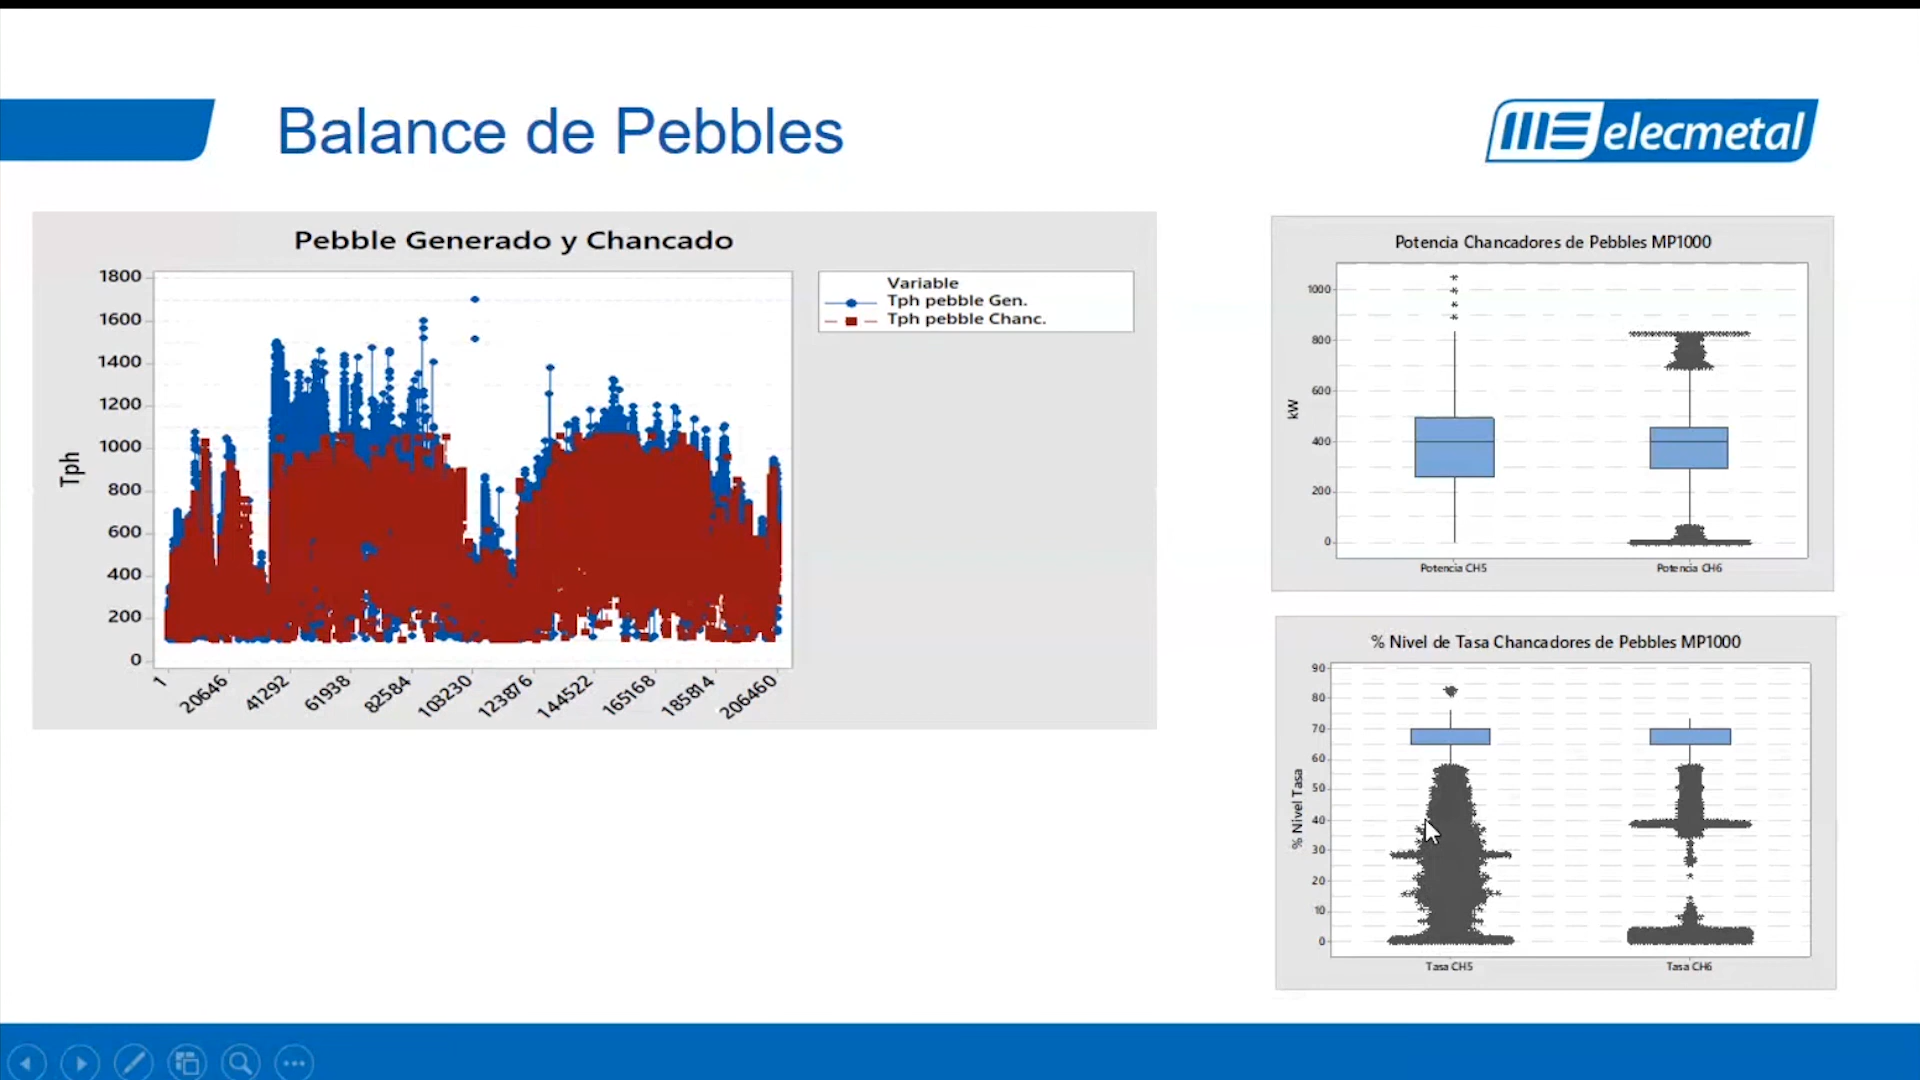 Balance de Pebbles
ME elecmetal
Pebble Generado y Chancado
Tph
1800
1600
1400
1200
1000
800
600
400
200
0
1
20646
41292
61938
82584
103230
123876
144522
165168
185814
206460
Variable
Tph pebble Gen.
Tph pebble Chanc.
Potencia Chancadores de Pebbles MP1000
kW
1000
800
600
400
200
0
Potencia CH5
Potencia CH6
% Nivel de Tasa Chancadores de Pebbles MP1000
% Nivel Tasa
90
80
70
60
50
40
30
20
10
0
Tasa CH5
Tasa CH6